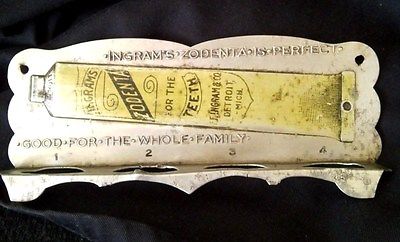 ·INGRAM'S·ZODENTA·IS·PERFECT·
INGRAM'S
ZODENTA
FOR THE
TEETH
F.F. INGRAM & CO.
DETROIT,
MICH.
GOOD·FOR·THE·WHOLE·FAMILY·
1 2 3 4